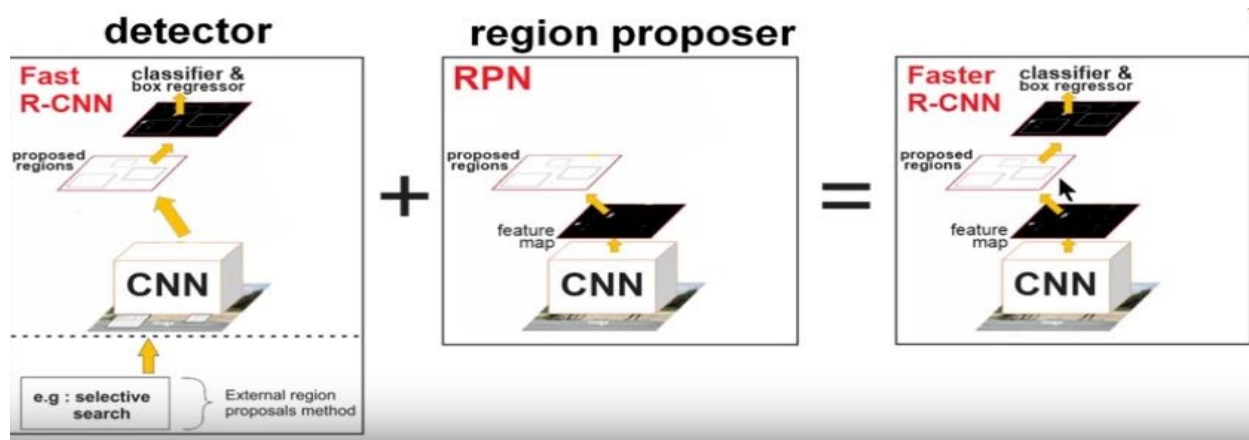 detector
Fast
R-CNN
classifier &
box regressor
proposed
regions
CNN
e.g : selective
search
External region
proposals method
+
region proposer
RPN
proposed
regions
feature
map
CNN
=
Faster
R-CNN
classifier &
box regressor
proposed
regions
feature
map
CNN